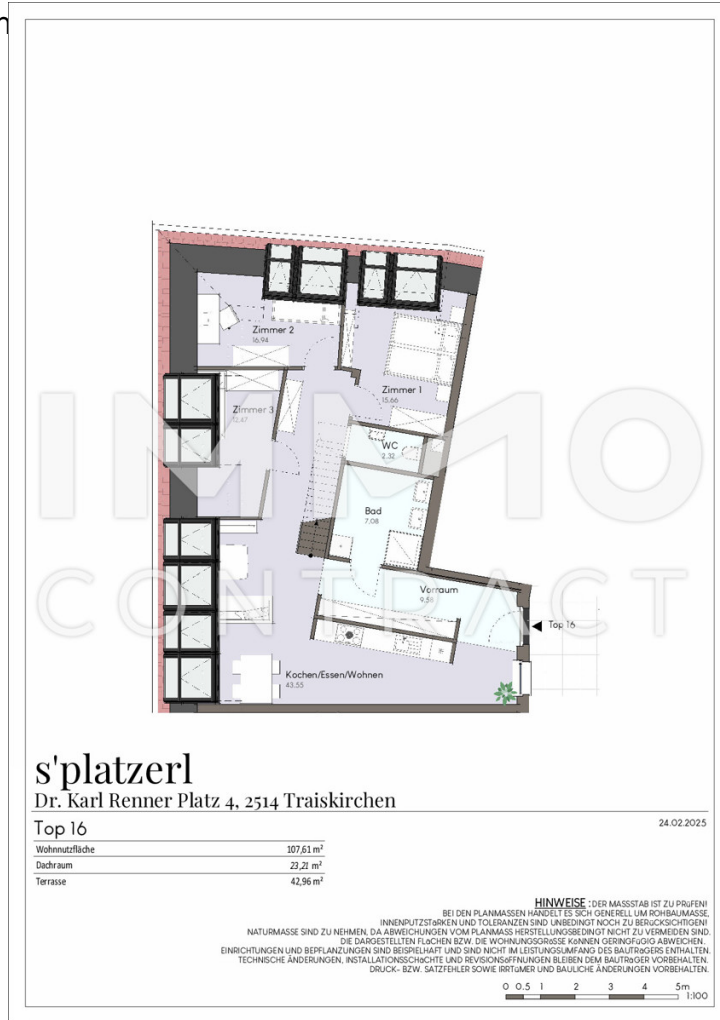 Zimmer 2
16,94
Zimmer 1
15,66
Zimmer 3
12,47
WC
2,32
Bad
7,08
Vorraum
9,58
Top 16
Kochen/Essen/Wohnen
43,55
IMMO
CONTRACT
s'platzerl
Dr. Karl Renner Platz 4, 2514 Traiskirchen
24.02.2025
Top 16
Wohnnutzfläche 107,61 m²
Dachraum 23,21 m²
Terrasse 42,96 m²
HINWEISE : DER MASSSTAB IST ZU PRüFEN!
BEI DEN PLANMASSEN HANDELT ES SICH GENERELL UM ROHBAUMASSE,
INNENPUTZSTäRKEN UND TOLERANZEN SIND UNBEDINGT NOCH ZU BERüCKSICHTIGEN!
NATURMASSE SIND ZU NEHMEN, DA ABWEICHUNGEN VOM PLANMASS HERSTELLUNGSBEDINGT NICHT ZU VERMEIDEN SIND.
DIE DARGESTELLTEN FLäCHEN BZW. DIE WOHNUNGSGRöSSE KöNNEN GERINGFüGIG ABWEICHEN.
EINRICHTUNGEN UND BEPFLANZUNGEN SIND BEISPIELHAFT UND SIND NICHT IM LEISTUNGSUMFANG DES BAUTRäGERS ENTHALTEN.
TECHNISCHE ÄNDERUNGEN, INSTALLATIONSSCHäCHTE UND REVISIONSöFFNUNGEN BLEIBEN DEM BAUTRäGER VORBEHALTEN.
DRUCK- BZW. SATZFEHLER SOWIE IRRTüMER UND BAULICHE ÄNDERUNGEN VORBEHALTEN.
0 0.5 1 2 3 4 5m
1:100